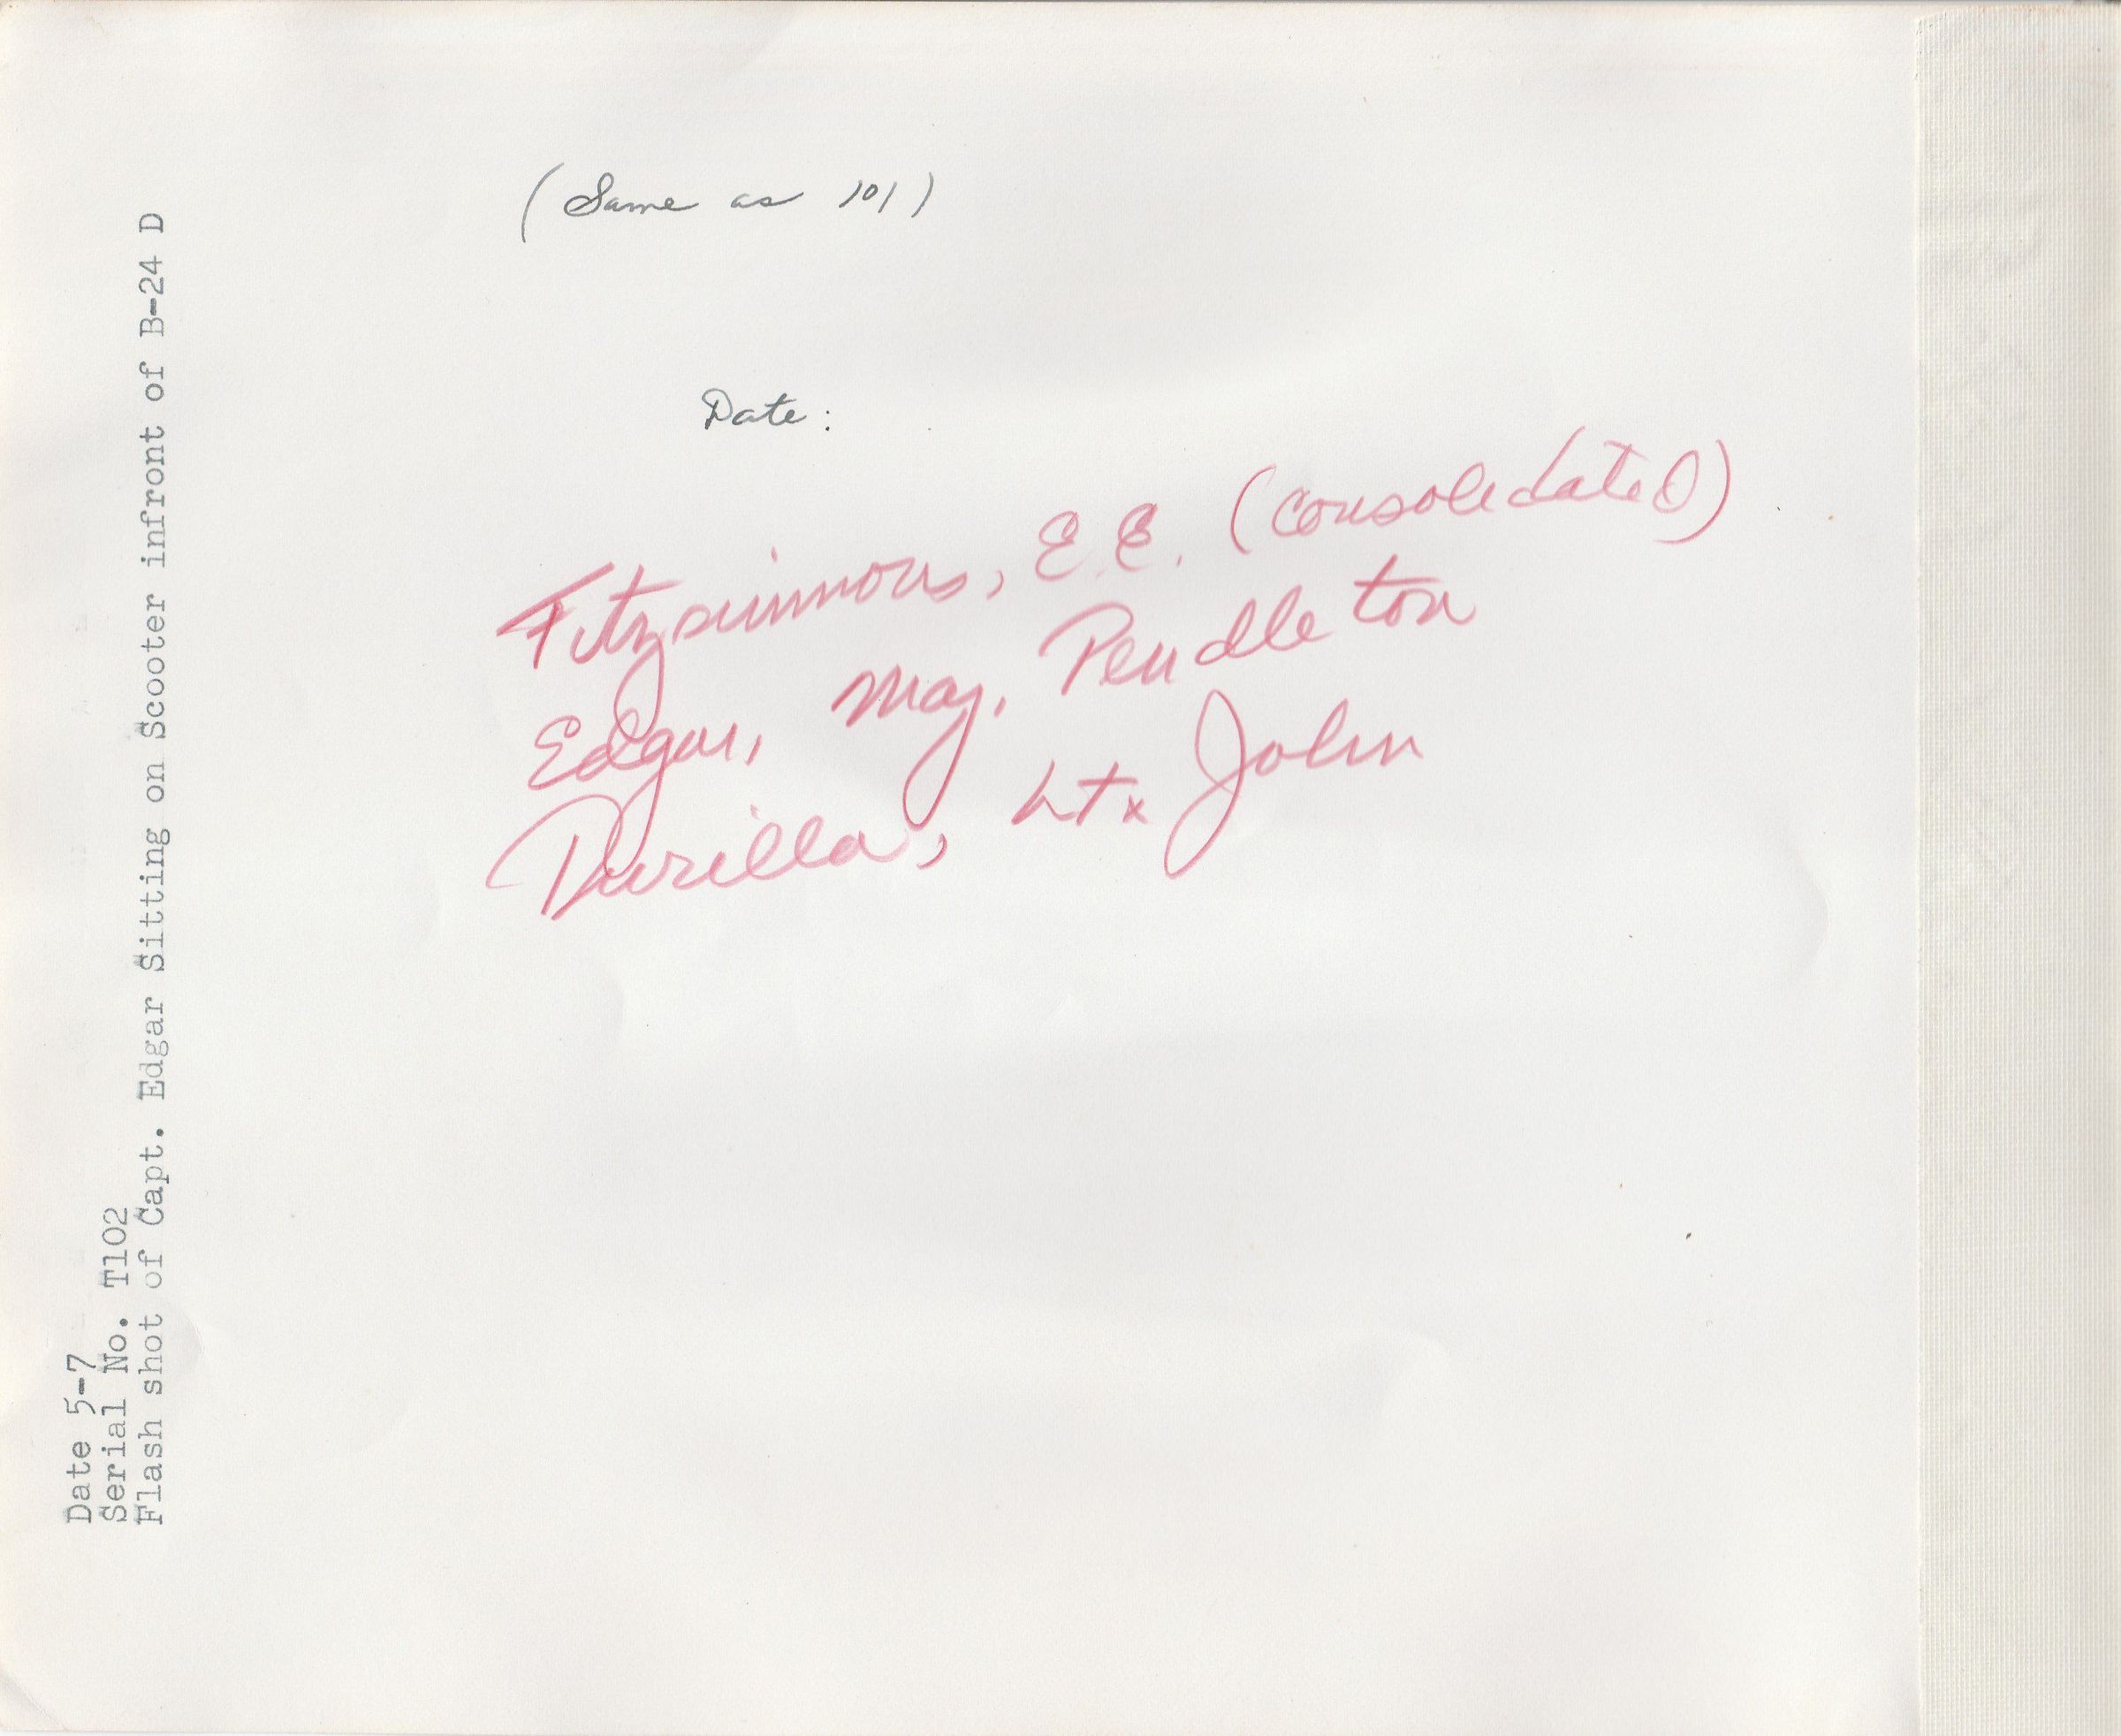 (Same as 101)
Date:
Fitzsimmons, E.E. (Consoledated)
Edgar, Maj. Pendleton
Durilla, Lt. John
Date 5-7
Serial No. T102
Flash shot of Capt. Edgar Sitting on Scooter infront of B-24 D